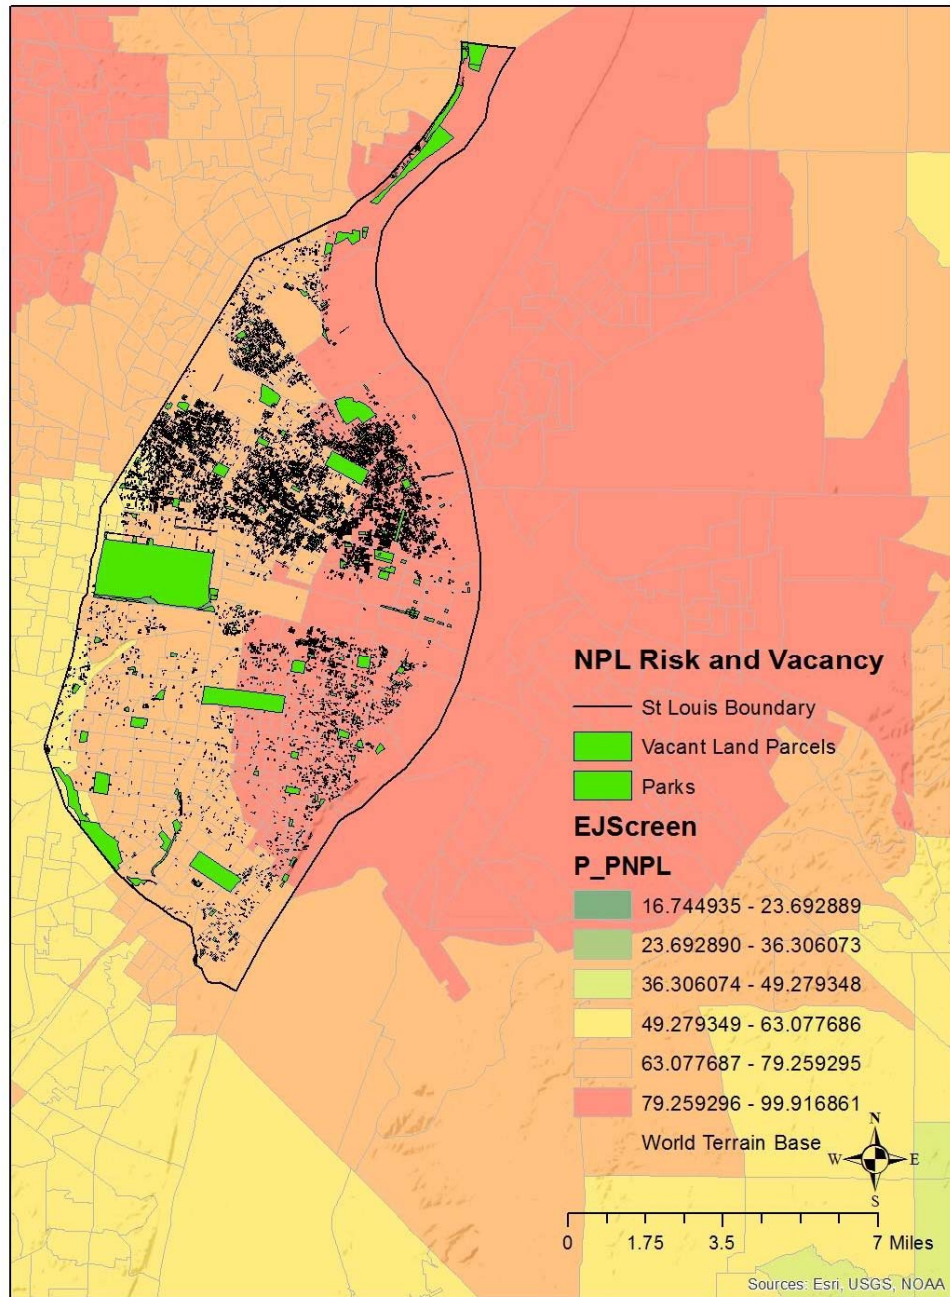 NPL Risk and Vacancy
St Louis Boundary
Vacant Land Parcels
Parks
EJScreen
P_PNPL
16.744935 - 23.692889
23.692890 - 36.306073
36.306074 - 49.279348
49.279349 - 63.077686
63.077687 - 79.259295
79.259296 - 99.916861
World Terrain Base
N
W E
S
0 1.75 3.5 7 Miles
Sources: Esri, USGS, NOAA